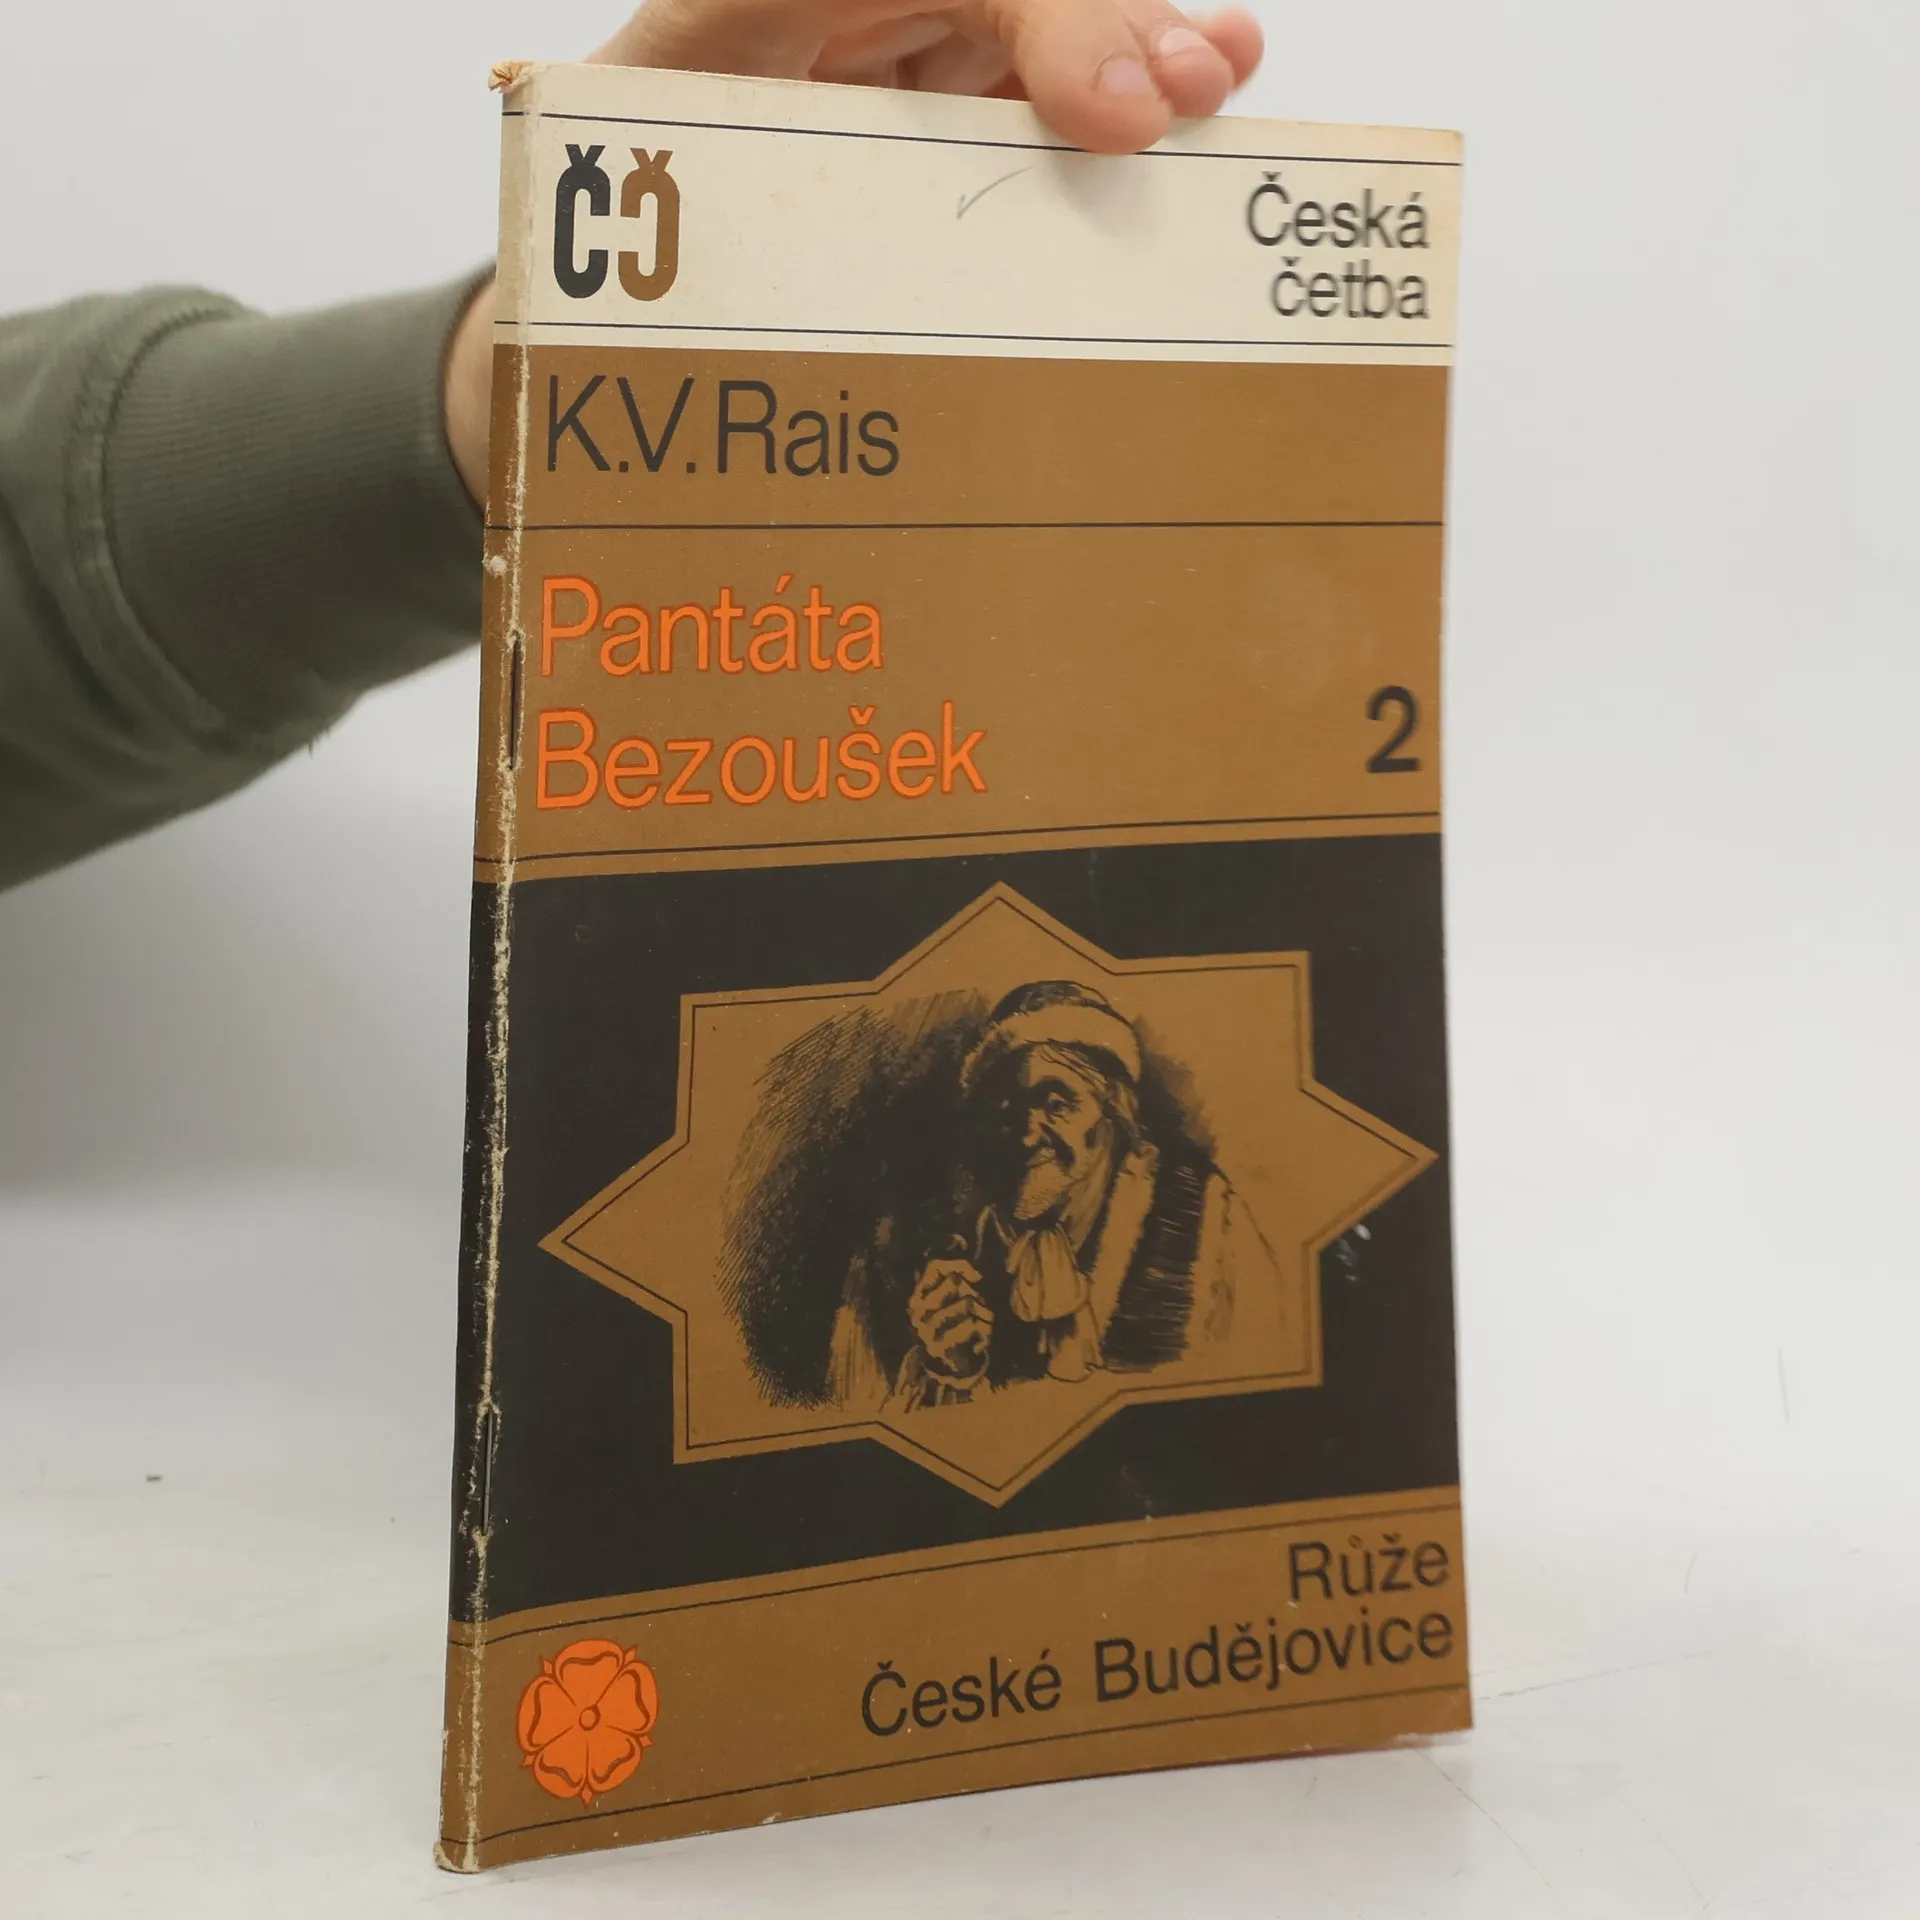 ČČ
Česká
četba
K.V. Rais
Pantáta
Bezoušek
2
Růže
České Budějovice